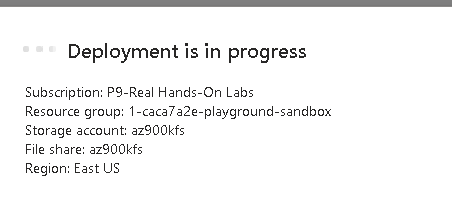 Deployment is in progress
Subscription: P9-Real Hands-On Labs
Resource group: 1-caca7a2e-playground-sandbox
Storage account: az900kfs
File share: az900kfs
Region: East US